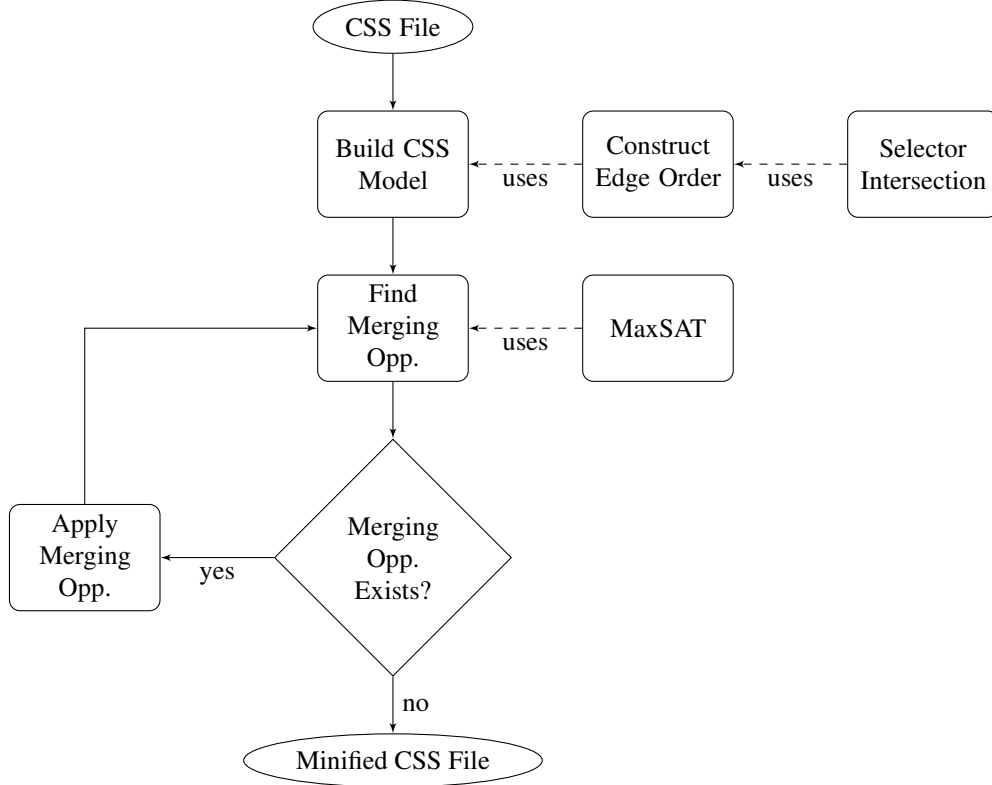 CSS File
Build CSS
Model
uses
Construct
Edge Order
uses
Selector
Intersection
Find
Merging
Opp.
uses
MaxSAT
Apply
Merging
Opp.
yes
Merging
Opp.
Exists?
no
Minified CSS File